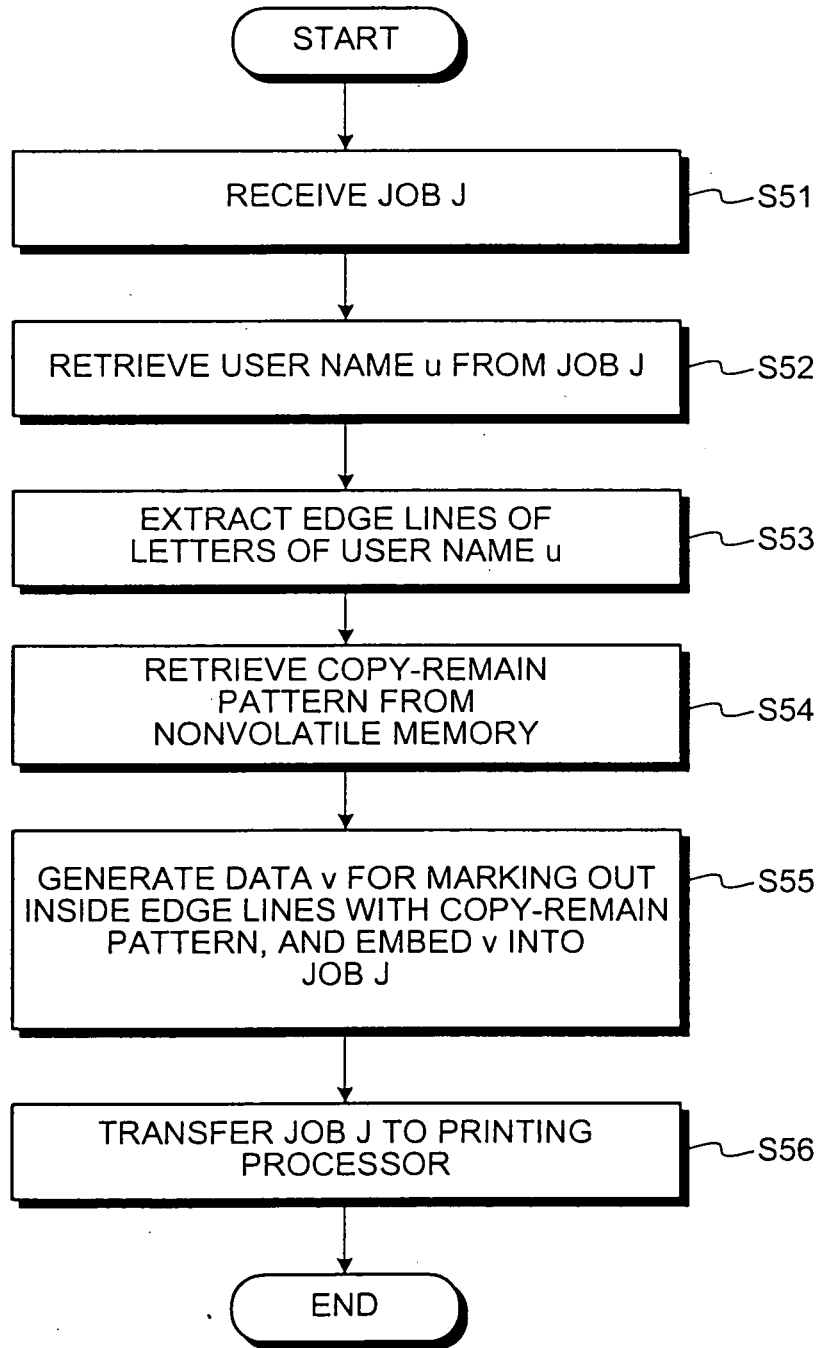 START
RECEIVE JOB J
S51
RETRIEVE USER NAME u FROM JOB J
S52
EXTRACT EDGE LINES OF
LETTERS OF USER NAME u
S53
RETRIEVE COPY-REMAIN
PATTERN FROM
NONVOLATILE MEMORY
S54
GENERATE DATA v FOR MARKING OUT
INSIDE EDGE LINES WITH COPY-REMAIN
PATTERN, AND EMBED v INTO
JOB J
S55
TRANSFER JOB J TO PRINTING
PROCESSOR
S56
END